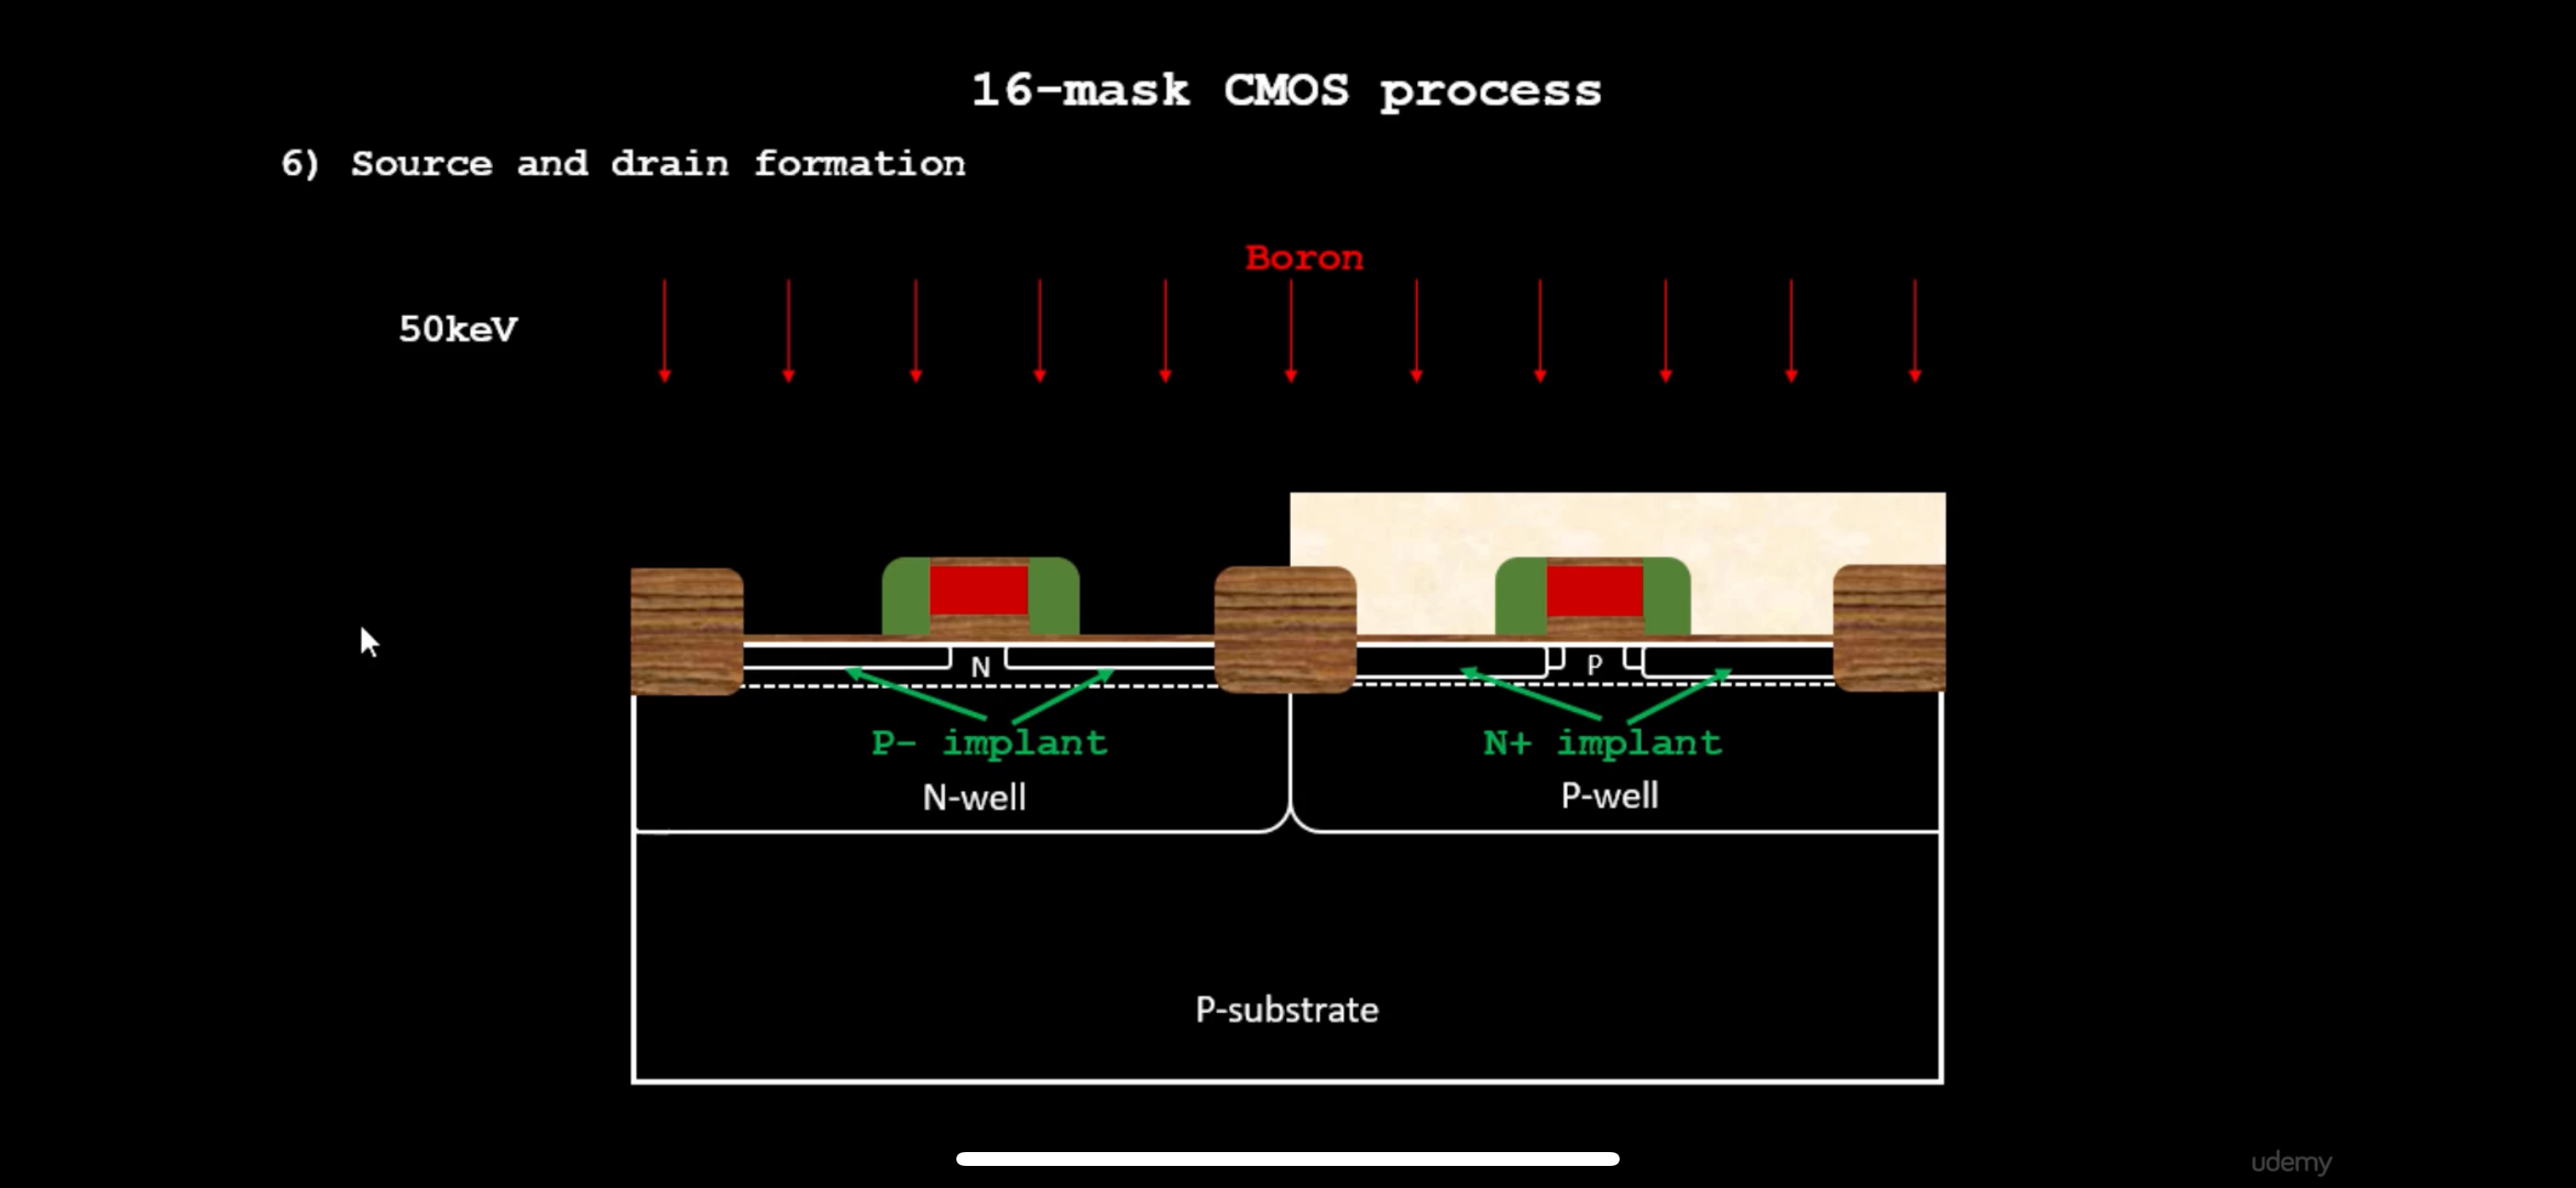 16-mask CMOS process
6) Source and drain formation
Boron
50keV
N
P
P- implant
N+ implant
N-well
P-well
P-substrate
udemy